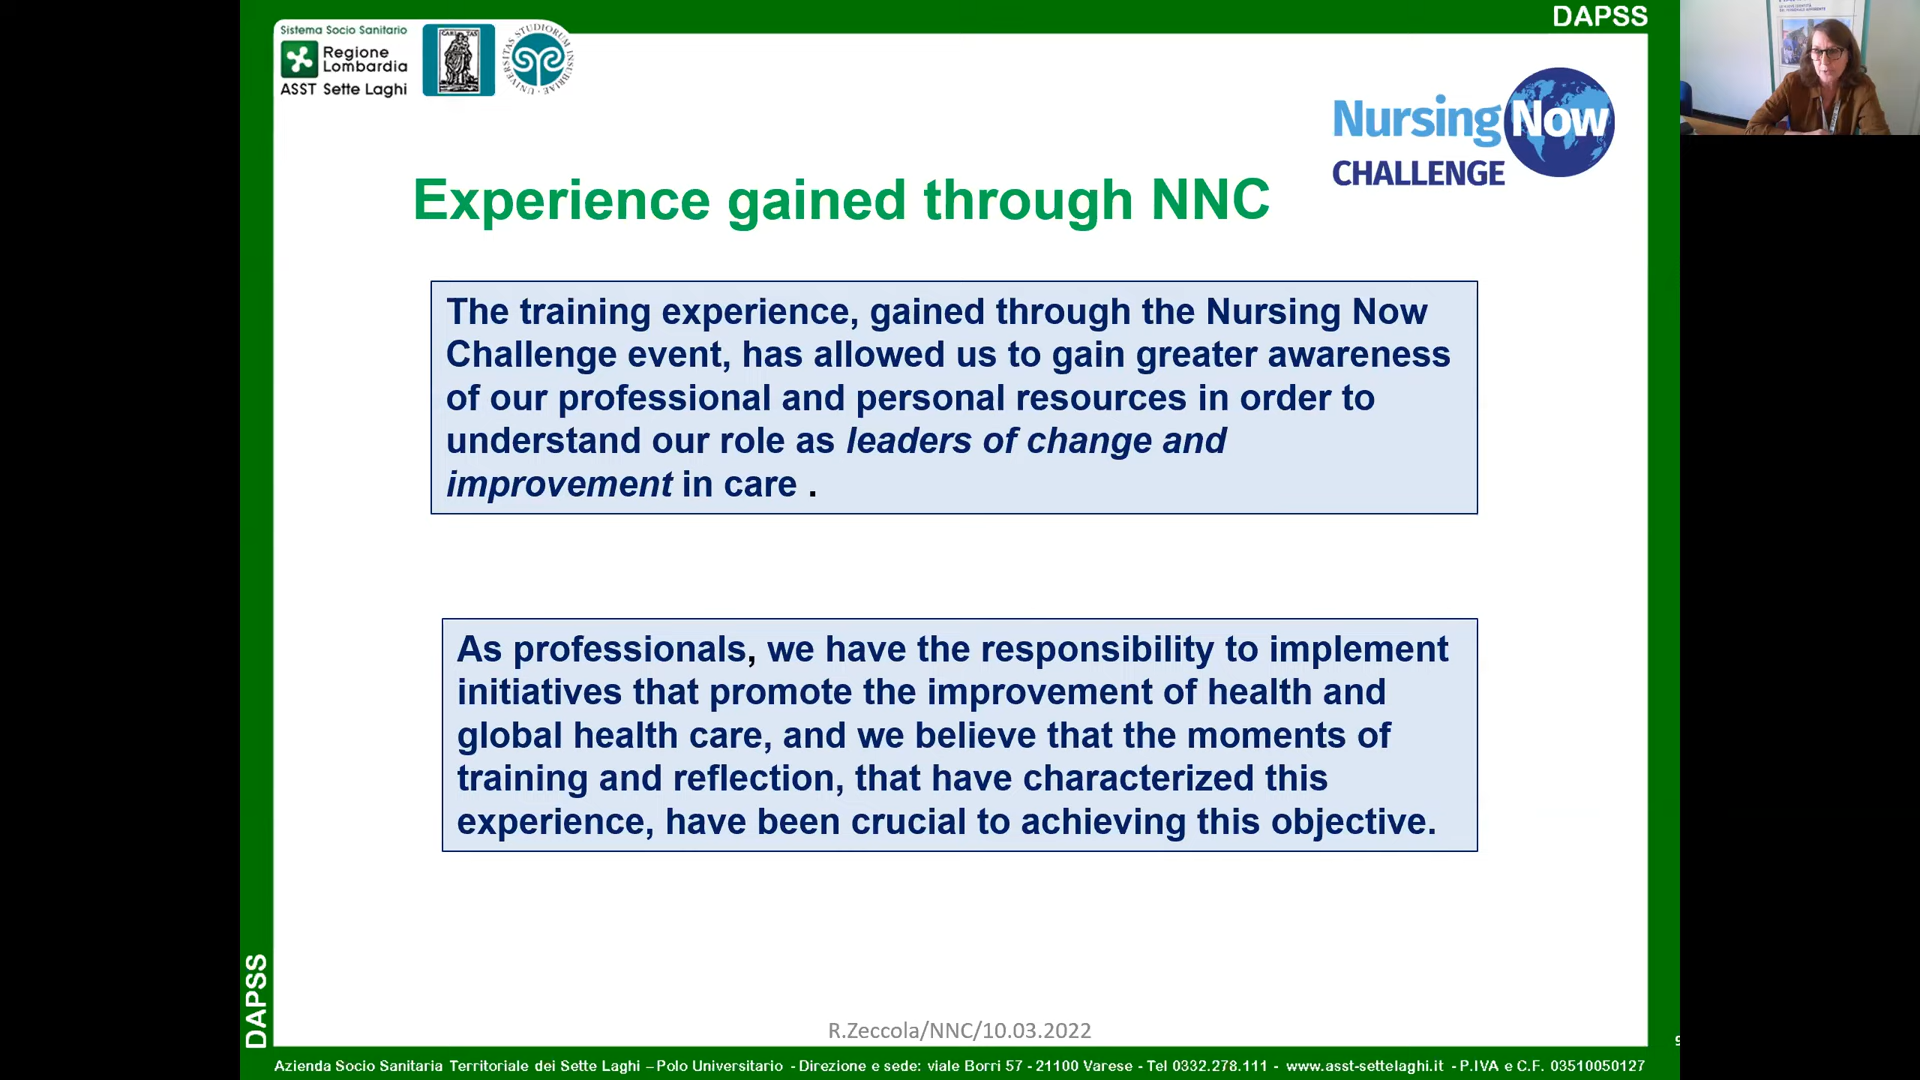 DAPSS
Sistema Socio Sanitario
Regione
Lombardia
ASST Sette Laghi
CARITAS
Nursing Now
CHALLENGE
Experience gained through NNC
The training experience, gained through the Nursing Now
Challenge event, has allowed us to gain greater awareness
of our professional and personal resources in order to
understand our role as leaders of change and
improvement in care .
As professionals, we have the responsibility to implement
initiatives that promote the improvement of health and
global health care, and we believe that the moments of
training and reflection, that have characterized this
experience, have been crucial to achieving this objective.
DAPSS
R.Zeccola/NNC/10.03.2022
Azienda Socio Sanitaria Territoriale dei Sette Laghi – Polo Universitario - Direzione e sede: viale Borri 57 - 21100 Varese - Tel 0332.278.111 - www.asst-settelaghi.it - P.IVA e C.F. 03510050127